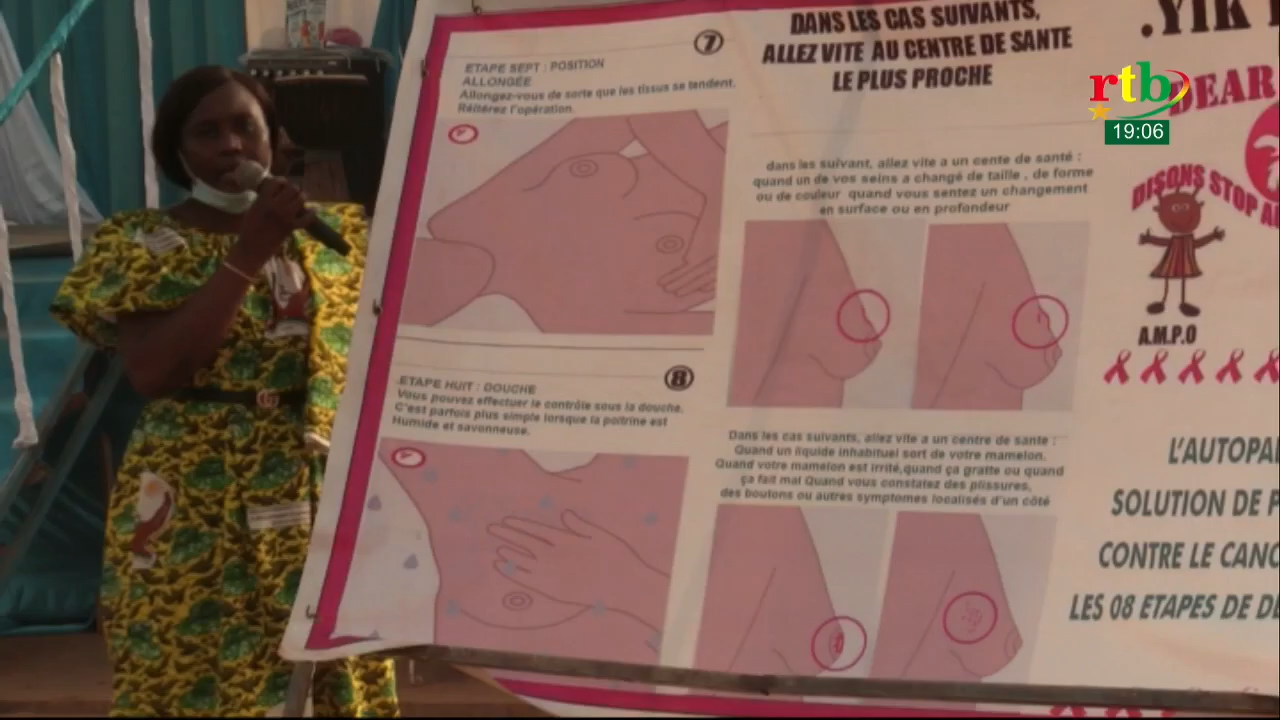 7
ETAPE SEPT : POSITION
ALLONGÉE
Allongez-vous de sorte que les tissus se tendent.
Réitérez l'opération.
8
.ETAPE HUIT : DOUCHE
Vous pouvez effectuer le contrôle sous la douche.
C'est parfois plus simple lorsque la poitrine est
Humide et savonneuse.
DANS LES CAS SUIVANTS,
ALLEZ VITE AU CENTRE DE SANTE
LE PLUS PROCHE
dans les suivant, allez vite a un cente de santé :
quand un de vos seins a changé de taille , de forme
ou de couleur quand vous sentez un changement
en surface ou en profondeur
Dans les cas suivants, allez vite a un centre de sante :
Quand un liquide inhabituel sort de votre mamelon.
Quand votre mamelon est irrité,quand ça gratte ou quand
ça fait mal Quand vous constatez des plissures,
des boutons ou autres symptomes localisés d'un côté
.YIK
DEAR
rtb
19:06
DISONS STOP A
A.M.P.O
L'AUTOPA
SOLUTION DE
CONTRE LE CANC
LES 08 ETAPES DE